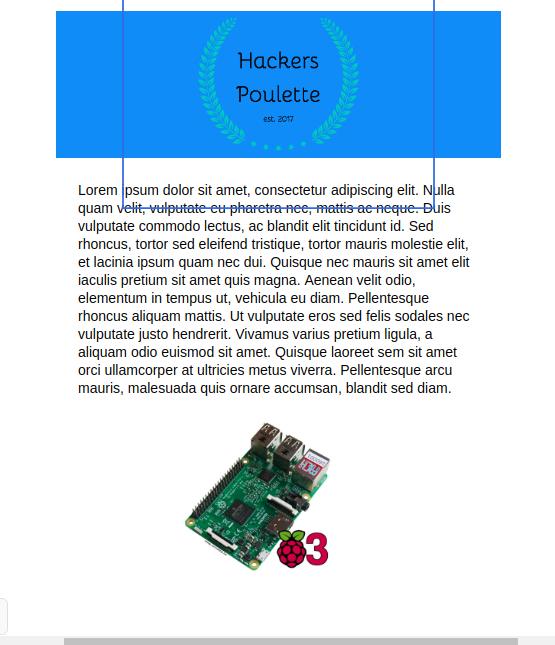 Hackers
Poulette
est. 2017
Lorem ipsum dolor sit amet, consectetur adipiscing elit. Nulla
quam velit, vulputate eu pharetra nec, mattis ac neque. Duis
vulputate commodo lectus, ac blandit elit tincidunt id. Sed
rhoncus, tortor sed eleifend tristique, tortor mauris molestie elit,
et lacinia ipsum quam nec dui. Quisque nec mauris sit amet elit
iaculis pretium sit amet quis magna. Aenean velit odio,
elementum in tempus ut, vehicula eu diam. Pellentesque
rhoncus aliquam mattis. Ut vulputate eros sed felis sodales nec
vulputate justo hendrerit. Vivamus varius pretium ligula, a
aliquam odio euismod sit amet. Quisque laoreet sem sit amet
orci ullamcorper at ultricies metus viverra. Pellentesque arcu
mauris, malesuada quis ornare accumsan, blandit sed diam.
3